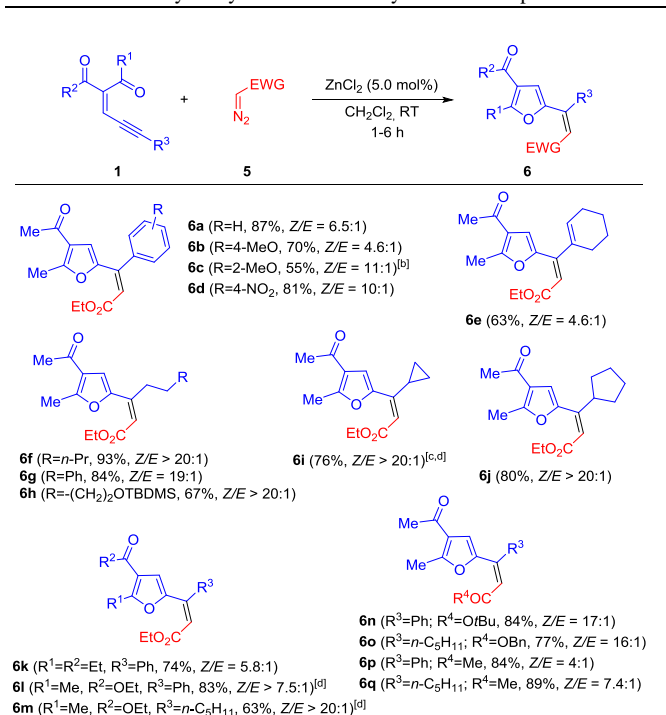 O
R1
R2
O
R3
1
+
EWG
N2
5
ZnCl2 (5.0 mol%)
CH2Cl2, RT
1-6 h
O
R2
R1
O
R3
EWG
6
O
Me
Me
O
R
EtO2C
6a (R=H, 87%, Z/E = 6.5:1)
6b (R=4-MeO, 70%, Z/E = 4.6:1)
6c (R=2-MeO, 55%, Z/E = 11:1)[b]
6d (R=4-NO2, 81%, Z/E = 10:1)
O
Me
Me
O
EtO2C
6e (63%, Z/E = 4.6:1)
O
Me
Me
O
R
EtO2C
6f (R=n-Pr, 93%, Z/E > 20:1)
6g (R=Ph, 84%, Z/E = 19:1)
6h (R=-(CH2)2OTBDMS, 67%, Z/E > 20:1)
O
Me
Me
O
EtO2C
6i (76%, Z/E > 20:1)[c,d]
O
Me
Me
O
EtO2C
6j (80%, Z/E > 20:1)
O
R2
R1
O
R3
EtO2C
6k (R1=R2=Et, R3=Ph, 74%, Z/E = 5.8:1)
6l (R1=Me, R2=OEt, R3=Ph, 83%, Z/E > 7.5:1)[d]
6m (R1=Me, R2=OEt, R3=n-C5H11, 63%, Z/E > 20:1)[d]
O
Me
Me
O
R3
R4OC
6n (R3=Ph; R4=OtBu, 84%, Z/E = 17:1)
6o (R3=n-C5H11; R4=OBn, 77%, Z/E = 16:1)
6p (R3=Ph; R4=Me, 84%, Z/E = 4:1)
6q (R3=n-C5H11; R4=Me, 89%, Z/E = 7.4:1)